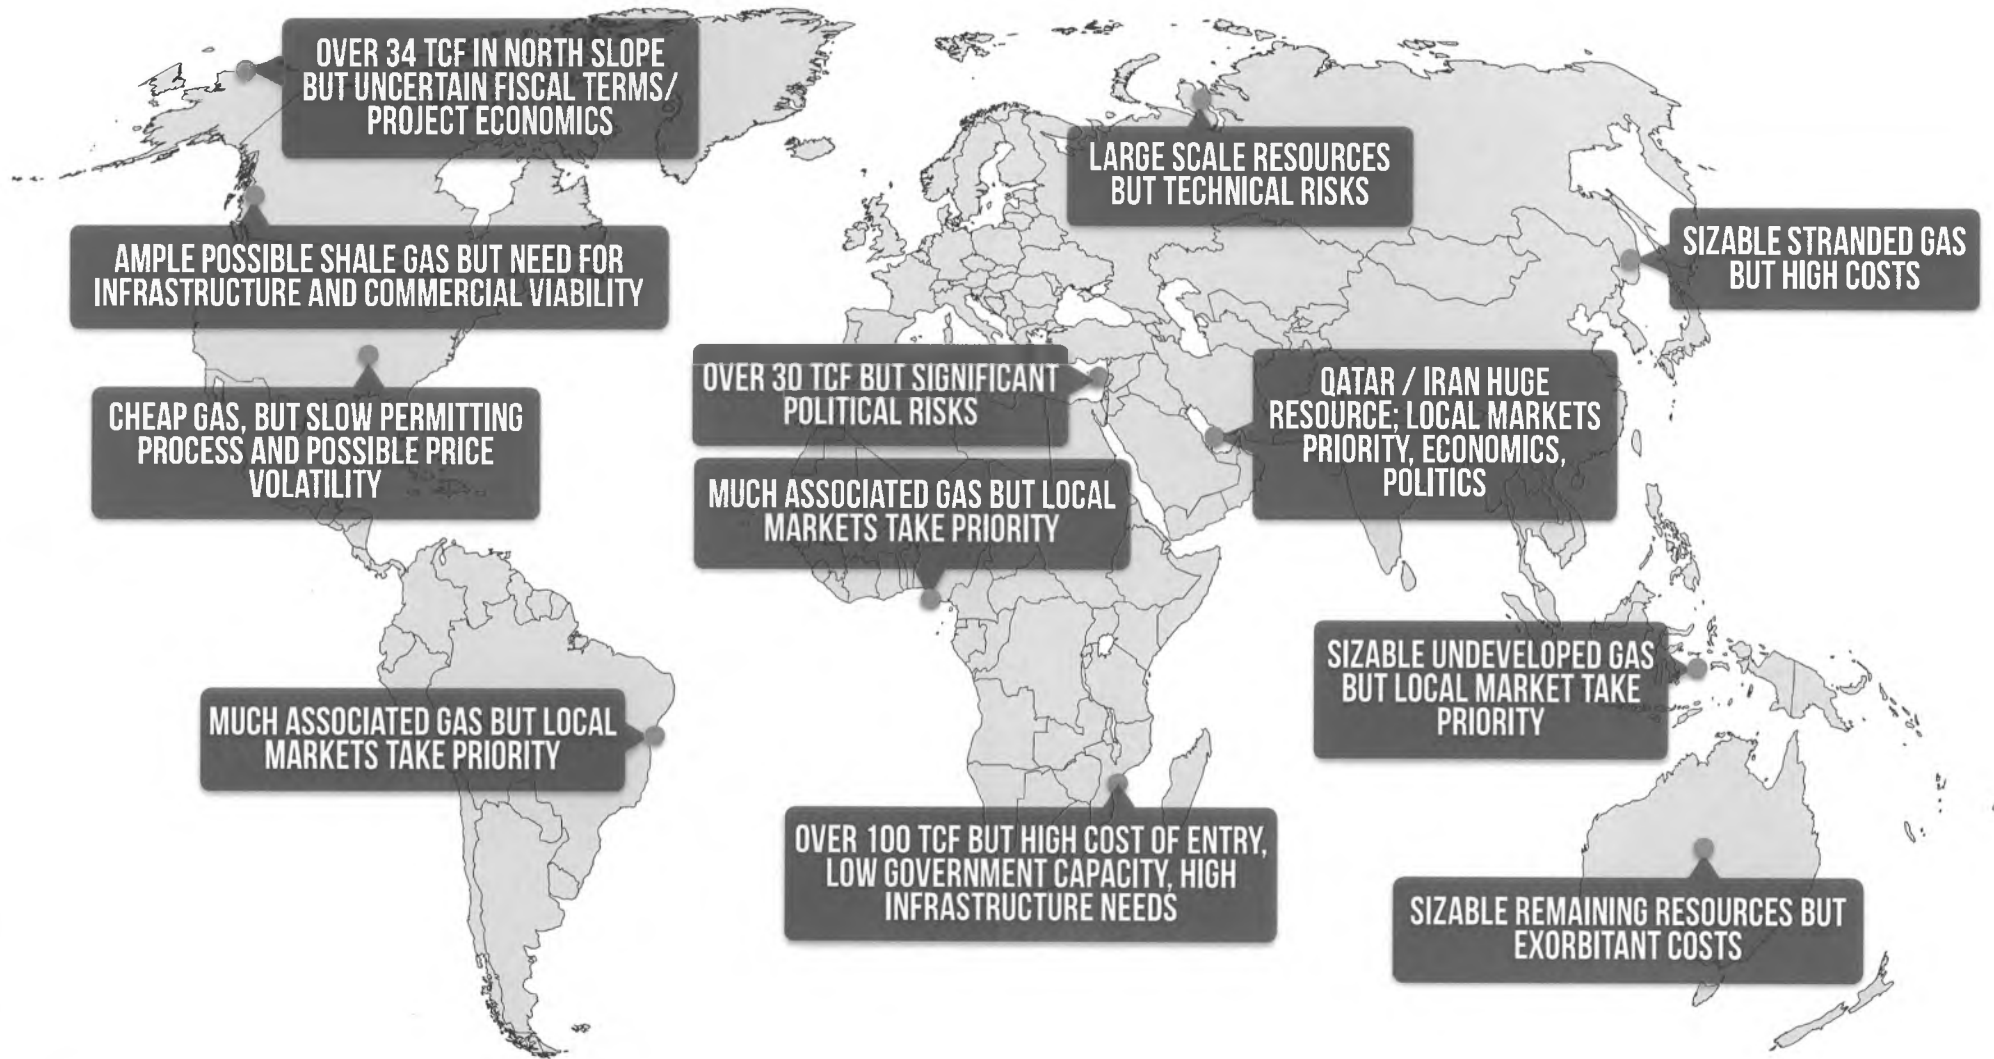 OVER 34 TCF IN NORTH SLOPE
BUT UNCERTAIN FISCAL TERMS/
PROJECT ECONOMICS
LARGE SCALE RESOURCES
BUT TECHNICAL RISKS
AMPLE POSSIBLE SHALE GAS BUT NEED FOR
INFRASTRUCTURE AND COMMERCIAL VIABILITY
SIZABLE STRANDED GAS
BUT HIGH COSTS
CHEAP GAS, BUT SLOW PERMITTING
PROCESS AND POSSIBLE PRICE
VOLATILITY
OVER 30 TCF BUT SIGNIFICANT
POLITICAL RISKS
QATAR / IRAN HUGE
RESOURCE; LOCAL MARKETS
PRIORITY, ECONOMICS,
POLITICS
MUCH ASSOCIATED GAS BUT LOCAL
MARKETS TAKE PRIORITY
SIZABLE UNDEVELOPED GAS
BUT LOCAL MARKET TAKE
PRIORITY
MUCH ASSOCIATED GAS BUT LOCAL
MARKETS TAKE PRIORITY
OVER 100 TCF BUT HIGH COST OF ENTRY,
LOW GOVERNMENT CAPACITY, HIGH
INFRASTRUCTURE NEEDS
SIZABLE REMAINING RESOURCES BUT
EXORBITANT COSTS